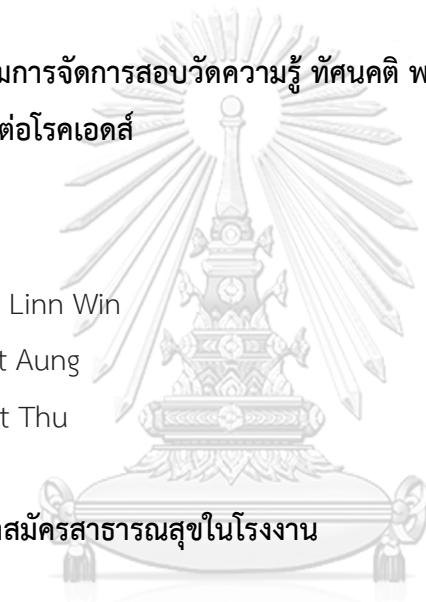 มการจัดการสอบวัดความรู้ ทัศนคติ พ
ต่อโรคเอดส์
Linn Win
t Aung
t Thu
สมัครสาธารณสุขในโรงงาน